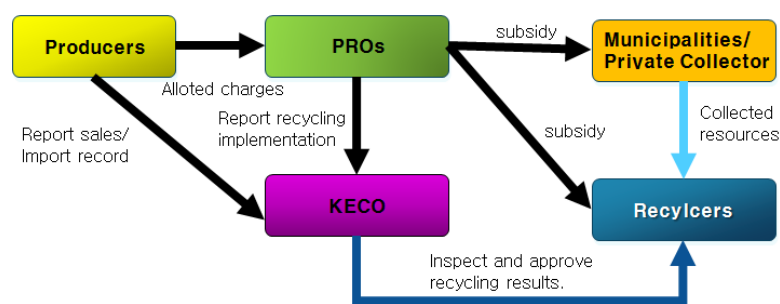 Producers
PROs
subsidy
Municipalities/
Private Collector
Alloted charges
Report sales/
Import record
Report recycling
implementation
subsidy
Collected
resources
KECO
Recylcers
Inspect and approve
recycling results.